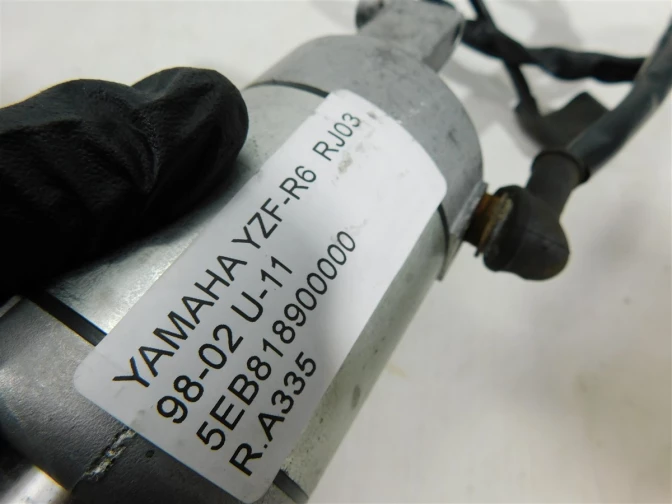 YAMAHA YZF-R6 RJ03
98-02 U-11
5EB818900000
R.A335